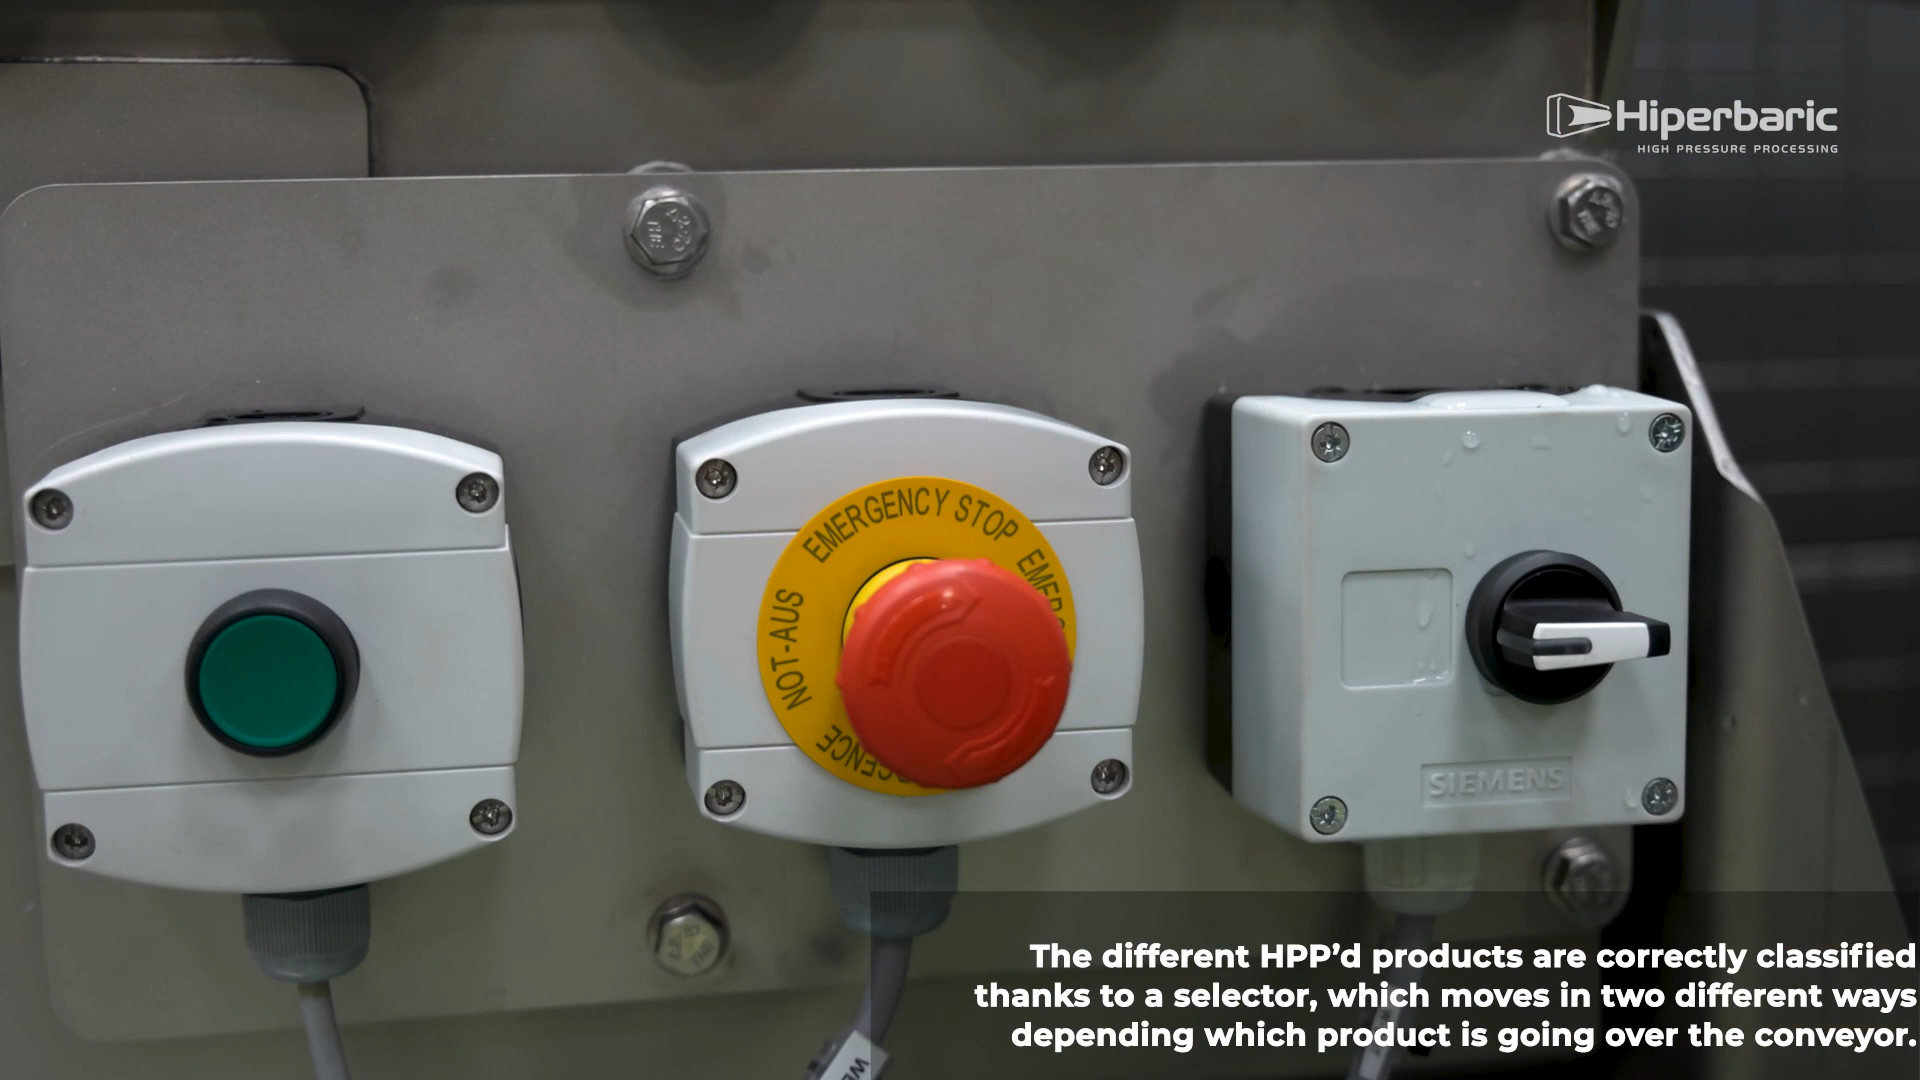 Hiperbaric
HIGH PRESSURE PROCESSING
EMERGENCY STOP
NOT-AUS
SIEMENS
The different HPP’d products are correctly classified
thanks to a selector, which moves in two different ways
depending which product is going over the conveyor.